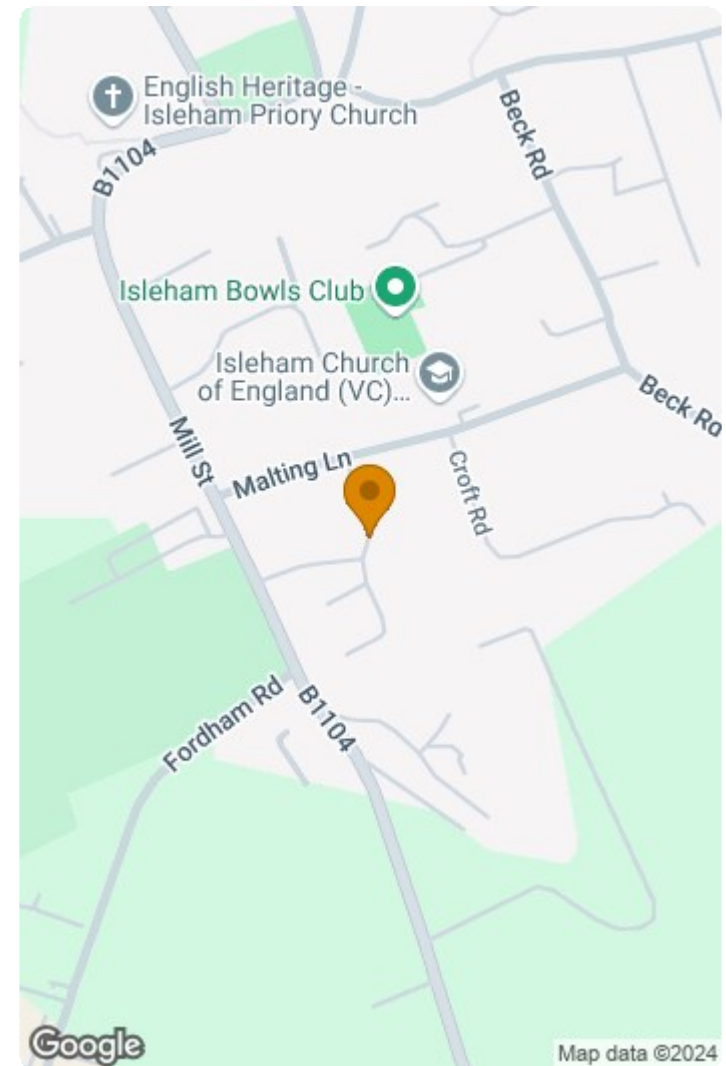 English Heritage -
Isleham Priory Church
B1104
Beck Rd
Isleham Bowls Club
Isleham Church
of England (VC)...
Beck Rd
Mill St
Malting Ln
Croft Rd
Fordham Rd
B1104
Google
Map data ©2024